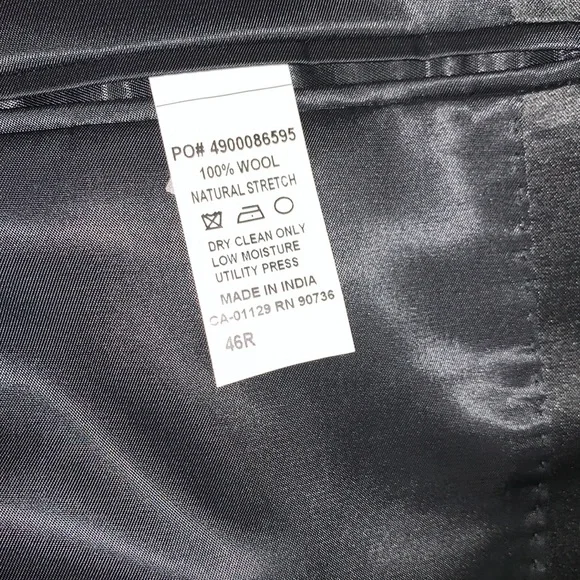 PO# 4900086595
100% WOOL
NATURAL STRETCH
DRY CLEAN ONLY
LOW MOISTURE
UTILITY PRESS
MADE IN INDIA
CA-01129 RN 90736
46R